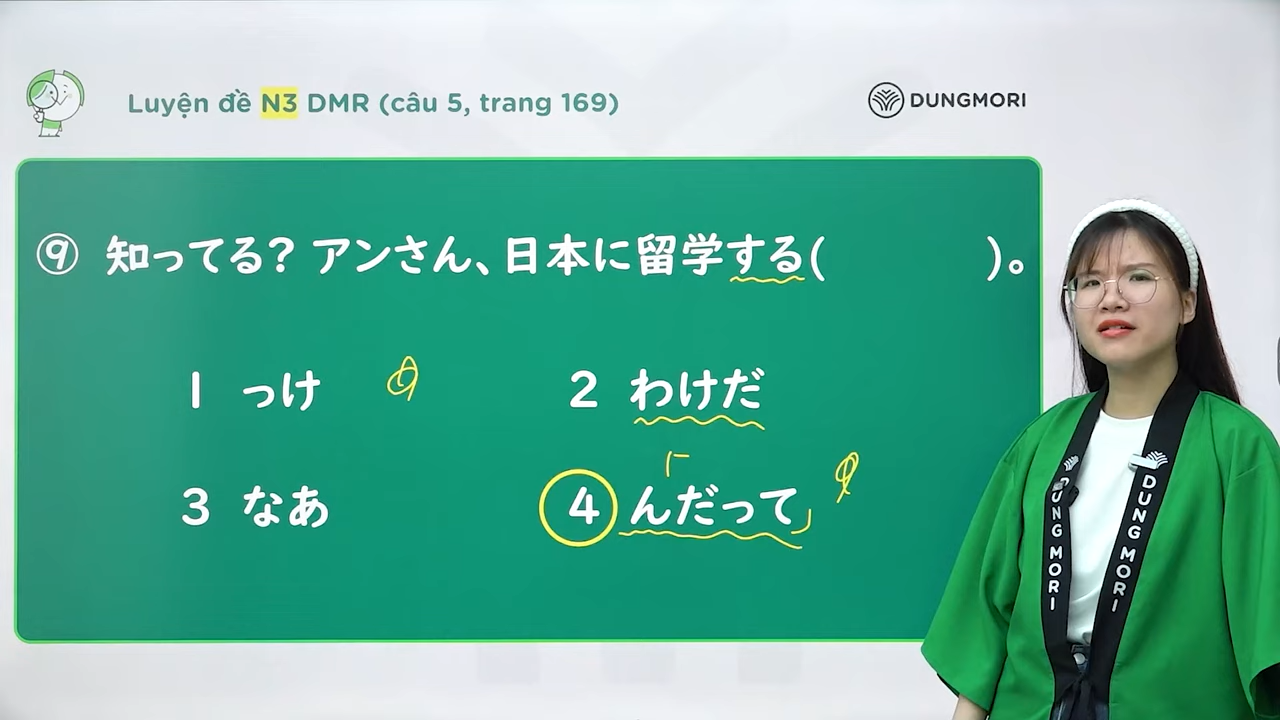 Luyện đề N3 DMR (câu 5, trang 169)
DUNGMORI
⑨ 知ってる? アンさん、日本に留学する(　　　　)。
1 っけ
2 わけだ
3 なあ
4 んだって
DUNG MORI
DUNG MORI